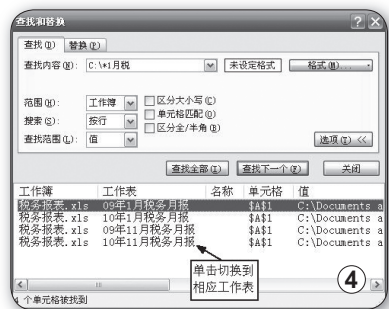 查找和替换
查找(D) 替换(P)
查找内容(N): C:\*1月税 未设定格式 格式(M)...
范围(H): 工作簿 区分大小写(C)
搜索(S): 按行 单元格匹配(O)
查找范围(L): 值 区分全/半角(B)
选项(T) <<
查找全部(I) 查找下一个(F) 关闭
工作簿 工作表 名称 单元格 值
税务报表.xls 09年1月税务月报 $A$1 C:\Documents a
税务报表.xls 10年1月税务月报 $A$1 C:\Documents a
税务报表.xls 09年11月税务月报 $A$1 C:\Documents a
税务报表.xls 10年11月税务月报 $A$1 C:\Documents a
单击切换到
相应工作表
④
4 个单元格被找到